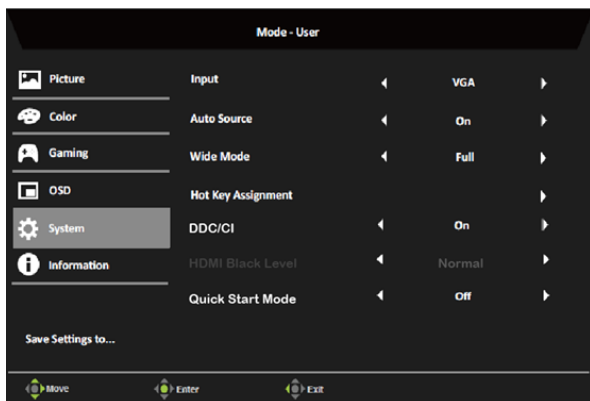 Mode - User
Picture
Color
Gaming
OSD
System
Information
Save Settings to...
Input VGA
Auto Source On
Wide Mode Full
Hot Key Assignment
DDC/CI On
HDMI Black Level Normal
Quick Start Mode Off
Move Enter Exit